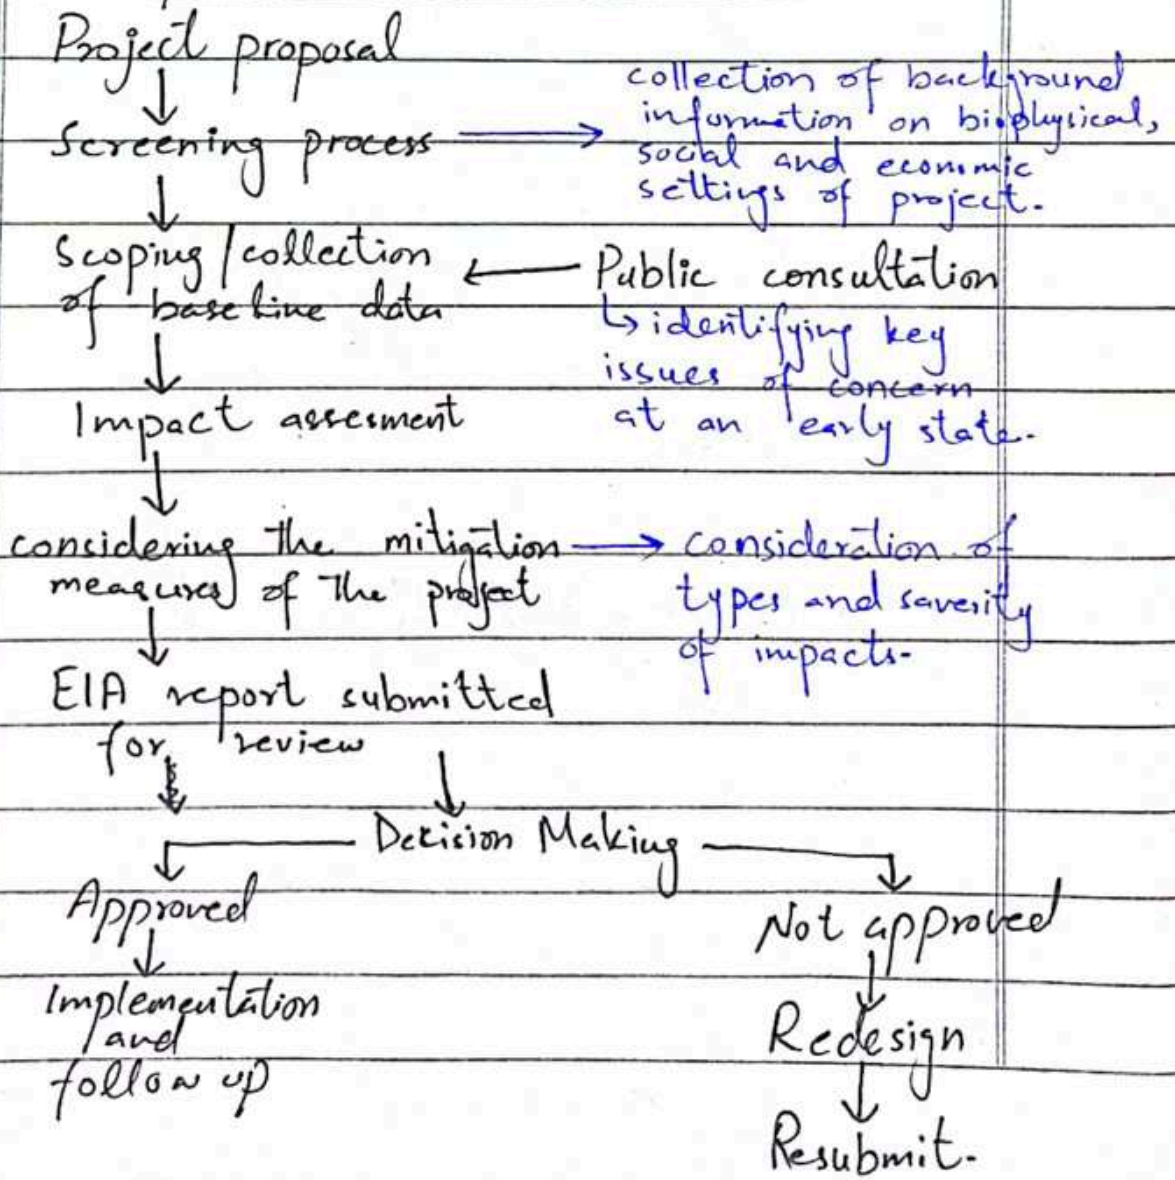 Project proposal
Screening process
collection of background
information on biophysical,
social and economic
settings of project.
Scoping/collection
of baseline data
Public consultation
identifying key
issues of concern
at an early state.
Impact assesment
considering the mitigation
measures of the project
consideration of
types and saverity
of impacts.
EIA report submitted
for review
Decision Making
Approved
Not approved
Implementation
and
follow up
Redesign
Resubmit.